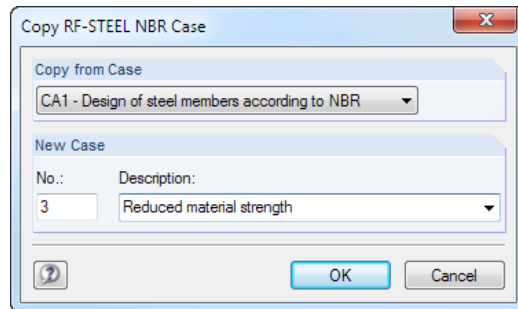 Copy RF-STEEL NBR Case
Copy from Case
CA1 - Design of steel members according to NBR
New Case
No.: Description:
3 Reduced material strength
OK Cancel